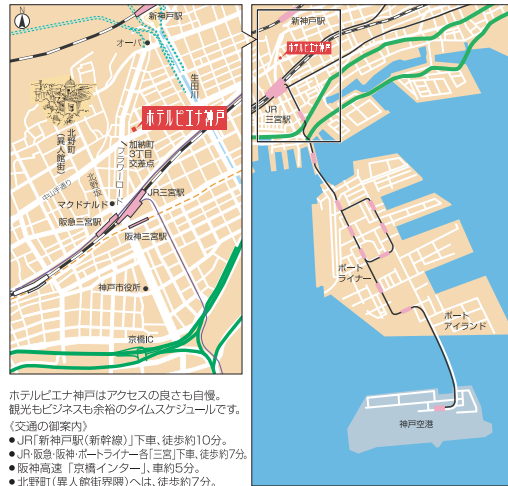 N
新神戸駅
オーパ
生田川
ホテルピエナ神戸
北野町
(異人館街)
加納町
3丁目
交差点
フラワーロード
北野坂
中山手通り
JR三宮駅
マクドナルド
阪急三宮駅
阪神三宮駅
神戸市役所
京橋IC
新神戸駅
ホテルピエナ神戸
JR
三宮駅
ポート
ライナー
ポート
アイランド
神戸空港
ホテルピエナ神戸はアクセスの良さも自慢。
観光もビジネスも余裕のタイムスケジュールです。
《交通の御案内》
●JR「新神戸駅(新幹線)」下車、徒歩約10分。
●JR・阪急・阪神・ポートライナー各「三宮」下車、徒歩約7分。
●阪神高速「京橋インター」、車約5分。
●北野町(異人館街界隈)へは、徒歩約7分。